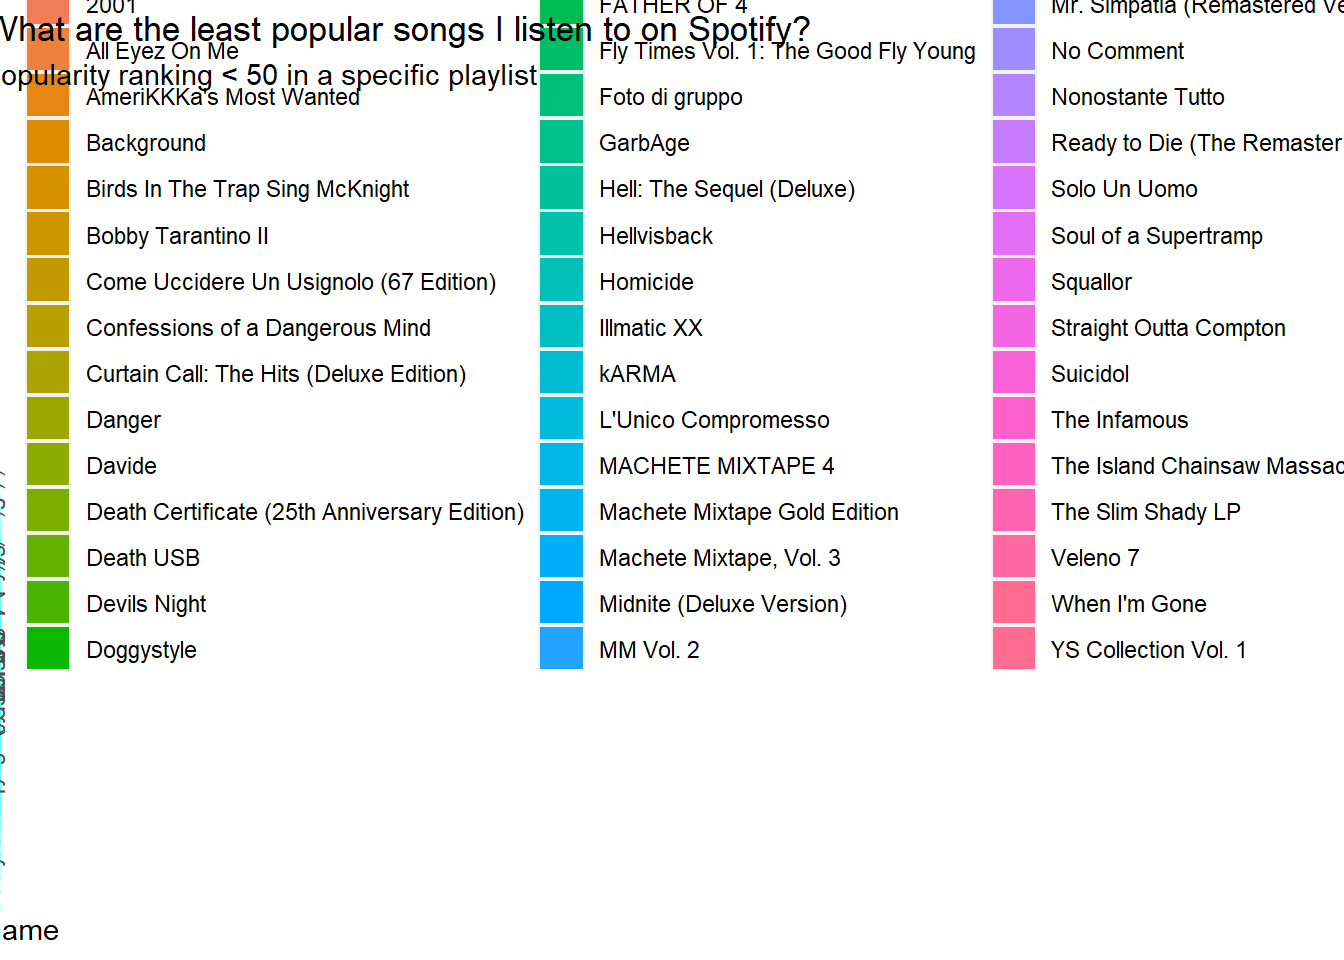 What are the least popular songs I listen to on Spotify?
opularity ranking < 50 in a specific playlist
2001
All Eyez On Me
AmeriKKKa's Most Wanted
Background
Birds In The Trap Sing McKnight
Bobby Tarantino II
Come Uccidere Un Usignolo (67 Edition)
Confessions of a Dangerous Mind
Curtain Call: The Hits (Deluxe Edition)
Danger
Davide
Death Certificate (25th Anniversary Edition)
Death USB
Devils Night
Doggystyle
FATHER OF 4
Fly Times Vol. 1: The Good Fly Young
Foto di gruppo
GarbAge
Hell: The Sequel (Deluxe)
Hellvisback
Homicide
Illmatic XX
kARMA
L'Unico Compromesso
MACHETE MIXTAPE 4
Machete Mixtape Gold Edition
Machete Mixtape, Vol. 3
Midnite (Deluxe Version)
MM Vol. 2
Mr. Simpatia (Remastered Ve
No Comment
Nonostante Tutto
Ready to Die (The Remaster
Solo Un Uomo
Soul of a Supertramp
Squallor
Straight Outta Compton
Suicidol
The Infamous
The Island Chainsaw Massac
The Slim Shady LP
Veleno 7
When I'm Gone
YS Collection Vol. 1
ame